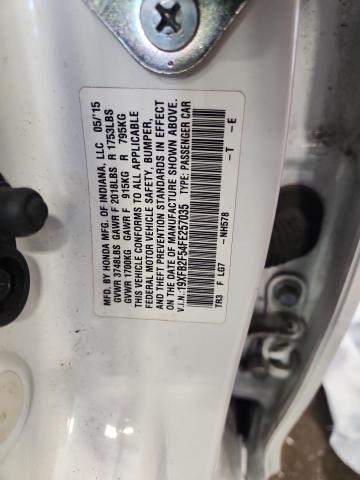 MFD. BY HONDA MFG. OF INDIANA, LLC 05/'15
GVWR 3748LBS GAWR F 2018LBS R 1753LBS
GVWR 1700KG GAWR F 915KG R 795KG
THIS VEHICLE CONFORMS TO ALL APPLICABLE
FEDERAL MOTOR VEHICLE SAFETY, BUMPER,
AND THEFT PREVENTION STANDARDS IN EFFECT
ON THE DATE OF MANUFACTURE SHOWN ABOVE.
V.I.N.:19XFB2F54FE257035 TYPE: PASSENGER CAR
TR3 F LG7 - NH578 - T - E